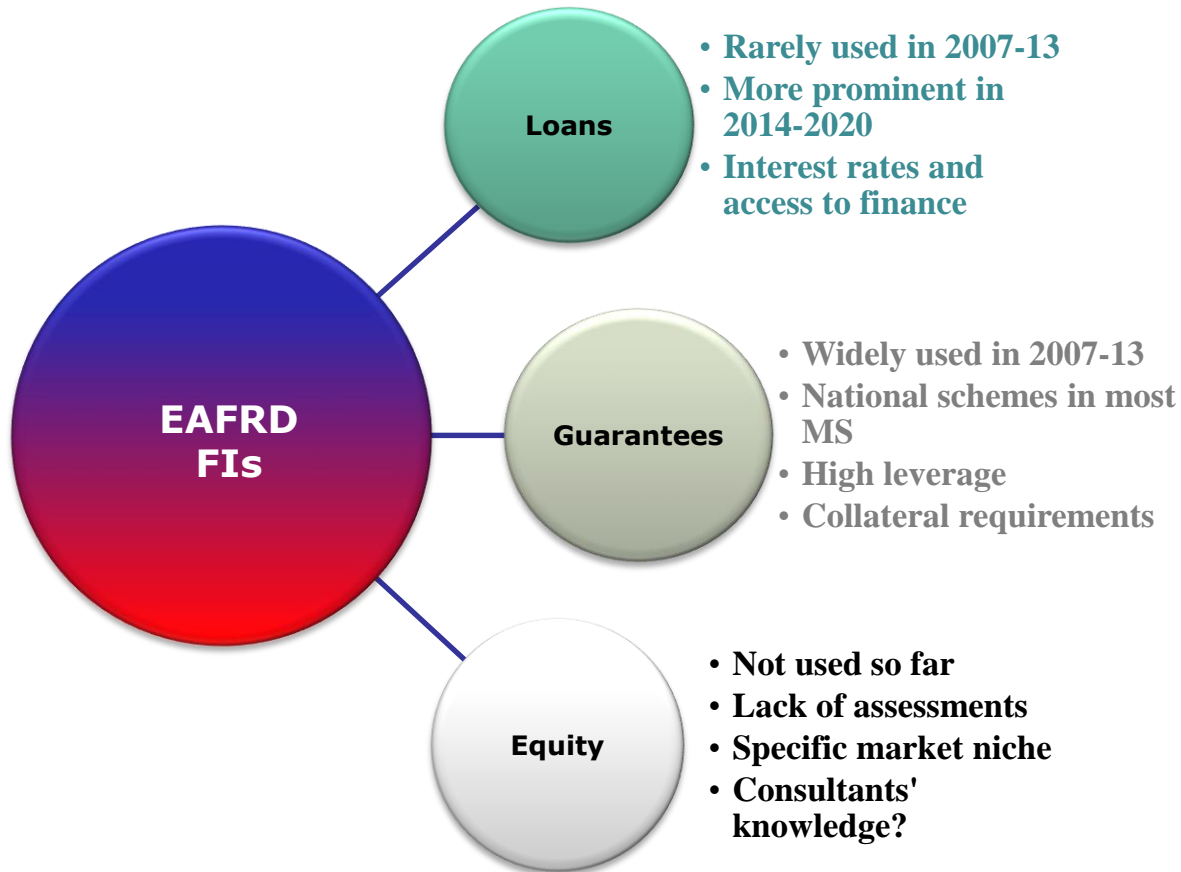 • Rarely used in 2007-13
• More prominent in
2014-2020
• Interest rates and
access to finance
Loans
EAFRD
FIs
Guarantees
• Widely used in 2007-13
• National schemes in most
MS
• High leverage
• Collateral requirements
Equity
• Not used so far
• Lack of assessments
• Specific market niche
• Consultants'
knowledge?